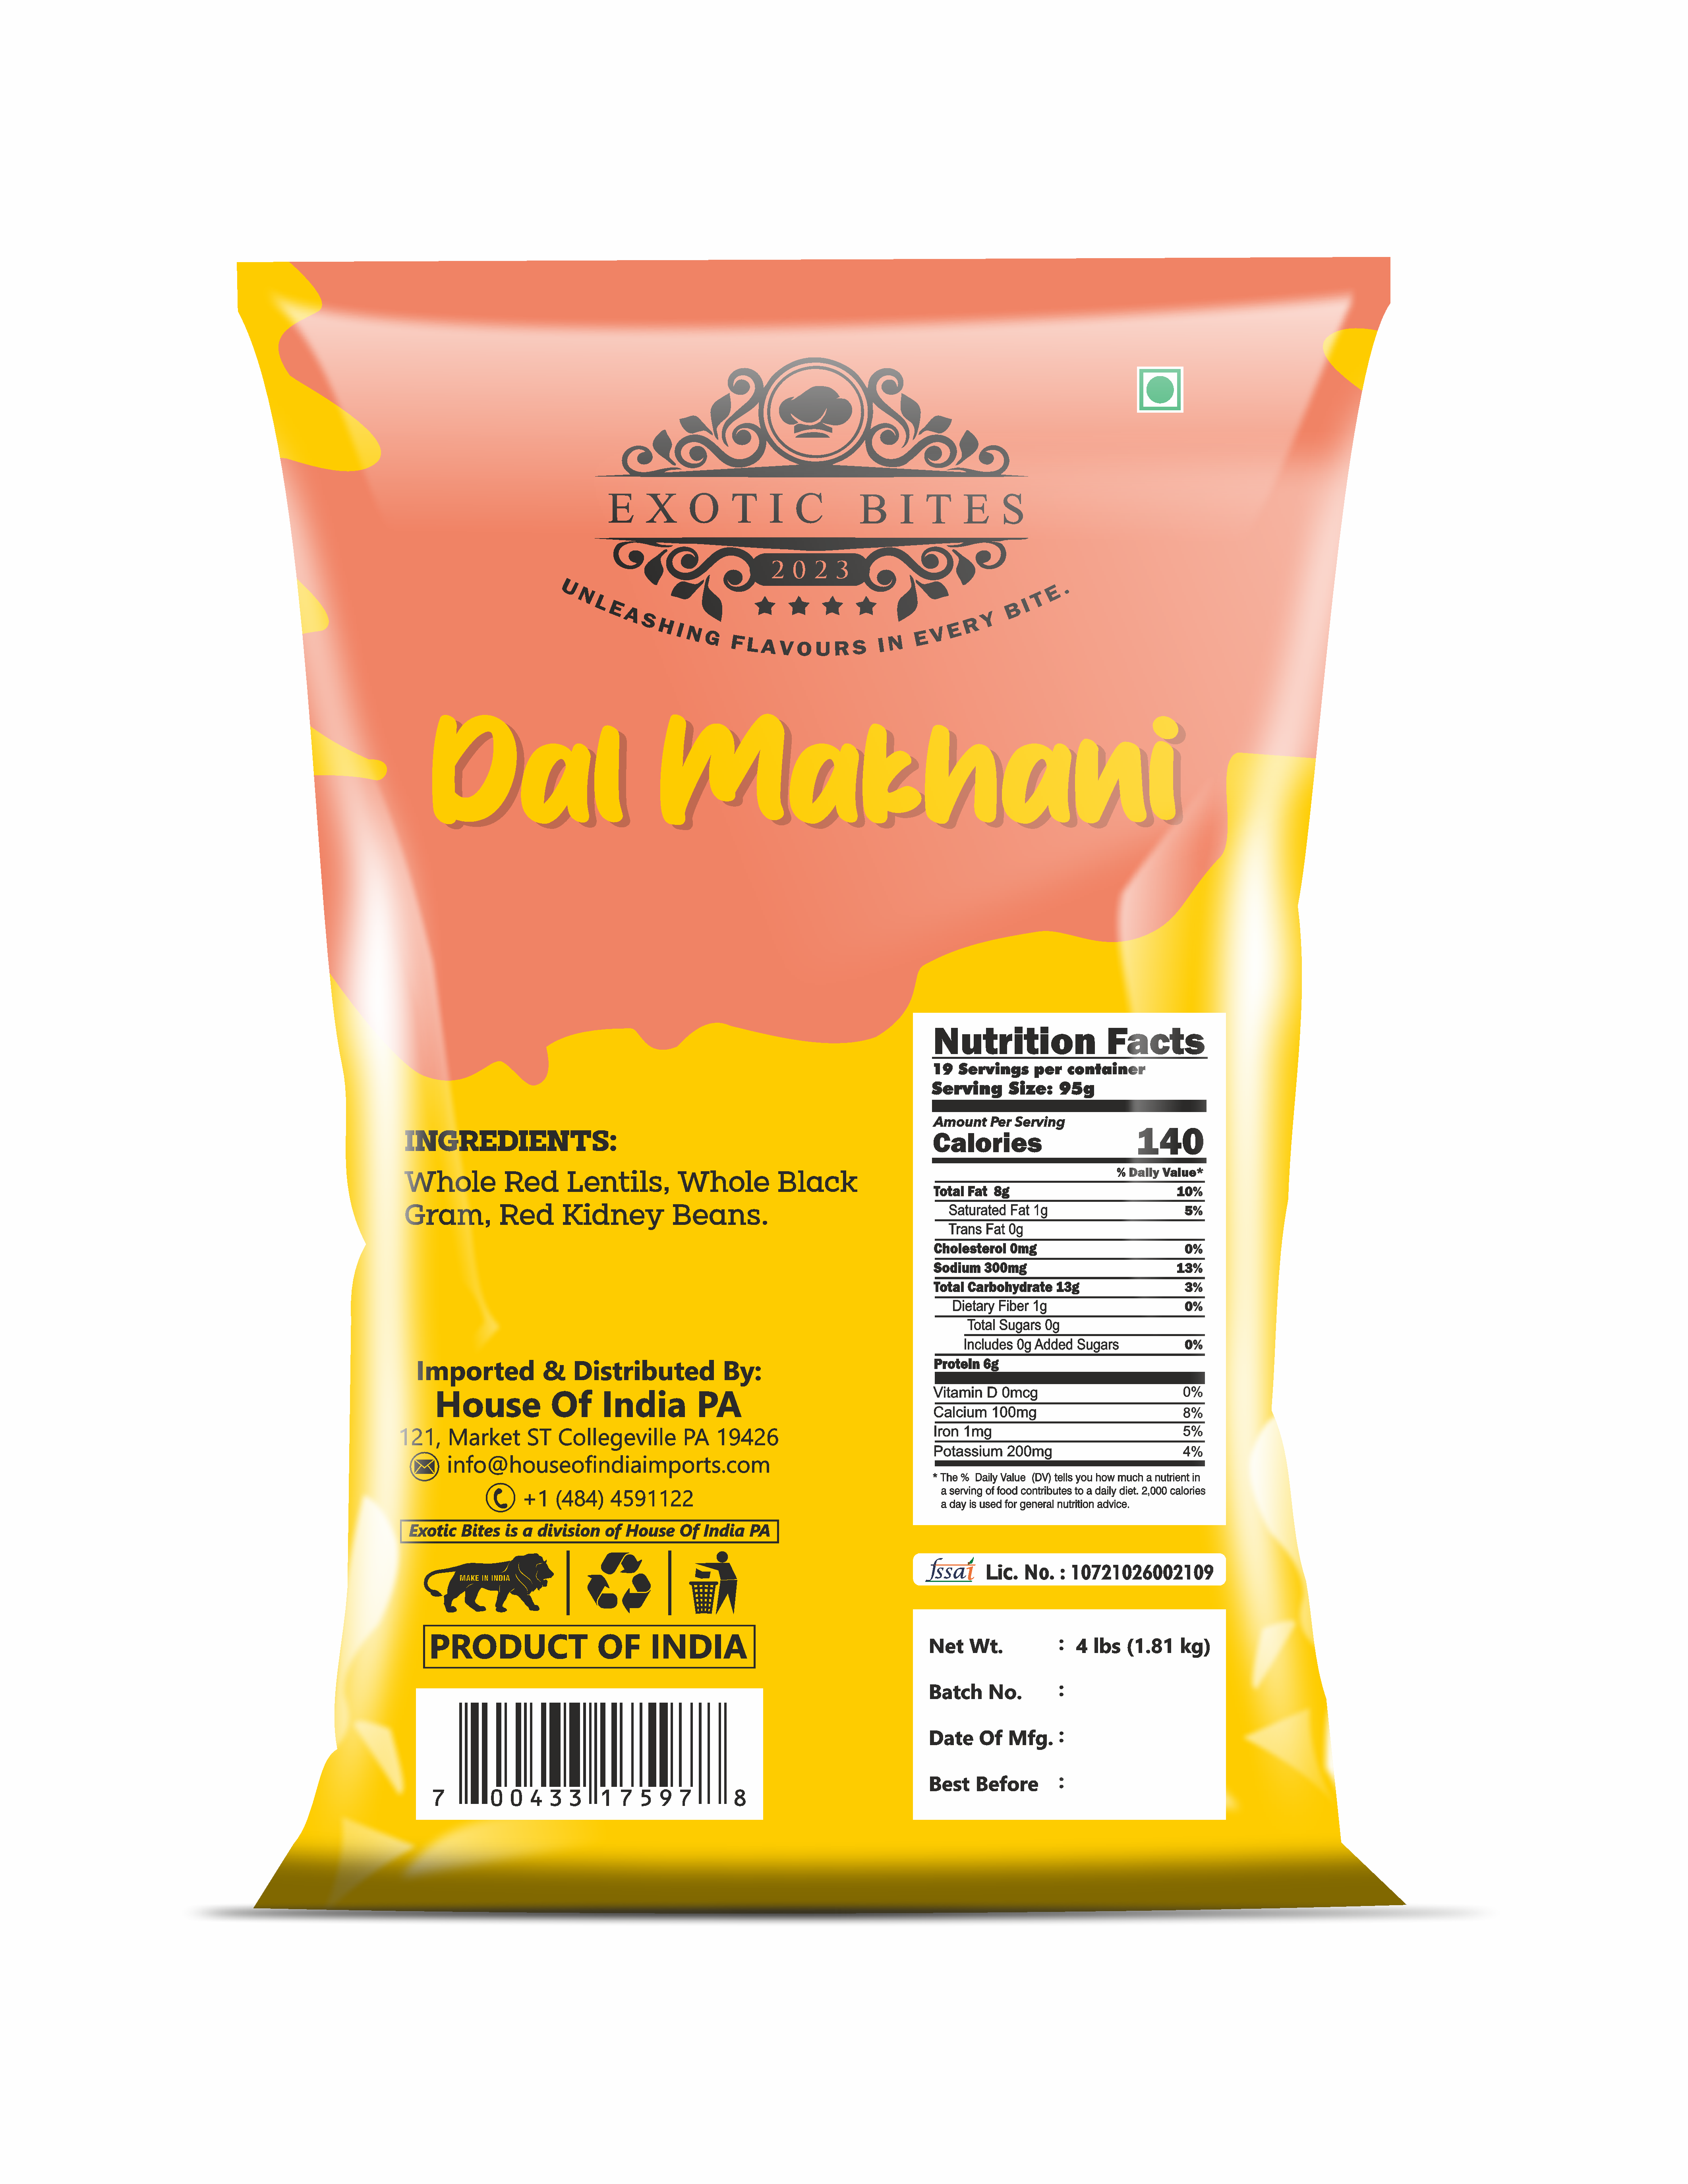 EXOTIC BITES
2023
UNLEASHING FLAVOURS IN EVERY BITE.
Dal Makhani
INGREDIENTS:
Whole Red Lentils, Whole Black
Gram, Red Kidney Beans.
Imported & Distributed By:
House Of India PA
121, Market ST Collegeville PA 19426
info@houseofindiaimports.com
+1 (484) 4591122
Exotic Bites is a division of House Of India PA
MAKE IN INDIA
PRODUCT OF INDIA
7 00433 17597 8
Nutrition Facts
19 Servings per container
Serving Size: 95g
Amount Per Serving
Calories 140
% Daily Value*
Total Fat 8g 10%
Saturated Fat 1g 5%
Trans Fat 0g
Cholesterol 0mg 0%
Sodium 300mg 13%
Total Carbohydrate 13g 3%
Dietary Fiber 1g 0%
Total Sugars 0g
Includes 0g Added Sugars 0%
Protein 6g
Vitamin D 0mcg 0%
Calcium 100mg 8%
Iron 1mg 5%
Potassium 200mg 4%
* The % Daily Value (DV) tells you how much a nutrient in
a serving of food contributes to a daily diet. 2,000 calories
a day is used for general nutrition advice.
fssai Lic. No. : 10721026002109
Net Wt. : 4 lbs (1.81 kg)
Batch No. :
Date Of Mfg. :
Best Before :